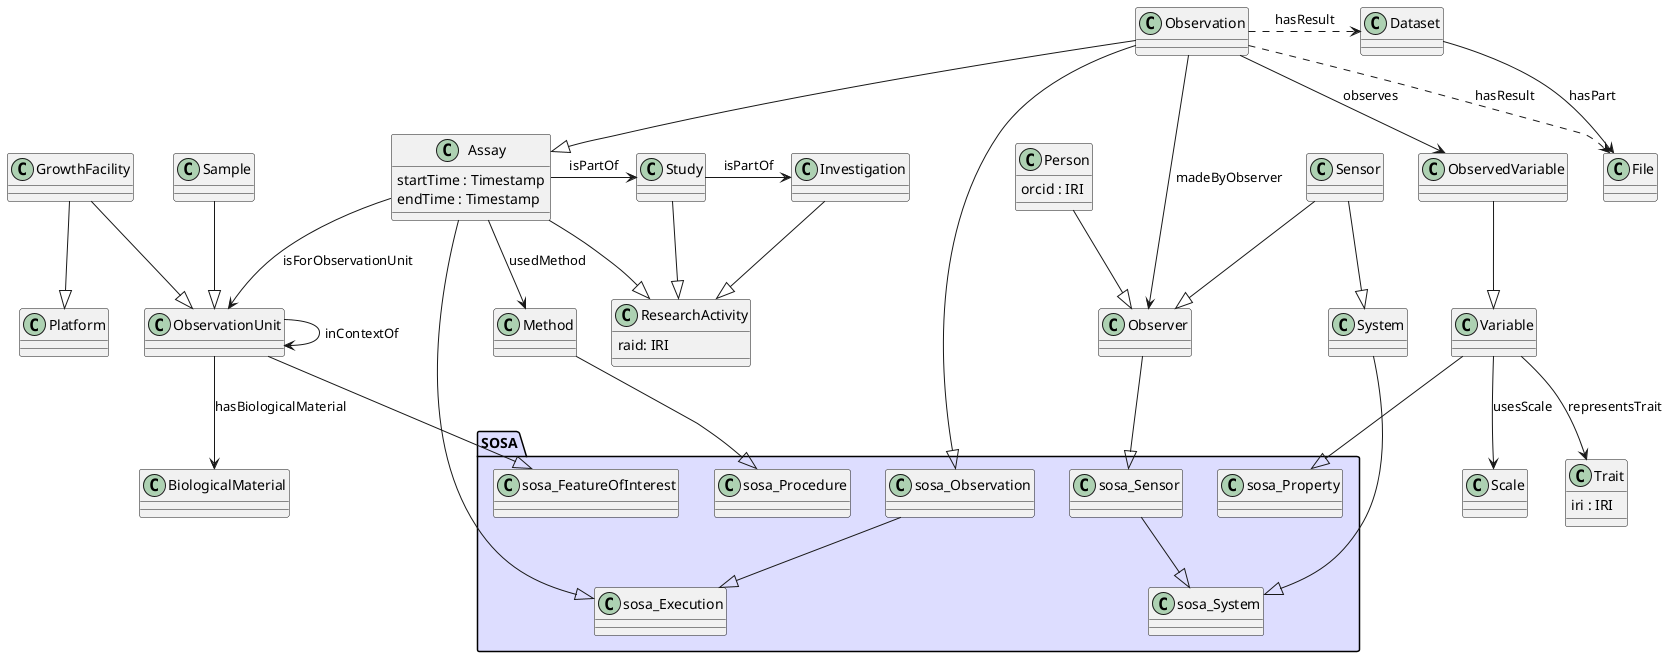 C Observation
hasResult
C Dataset
observes
hasResult
hasPart
madeByObserver
C GrowthFacility
C Sample
C Assay
startTime : Timestamp
endTime : Timestamp
isPartOf
C Study
isPartOf
C Investigation
C Person
orcid : IRI
C Sensor
C ObservedVariable
C File
isForObservationUnit
usedMethod
C Platform
C ObservationUnit
inContextOf
C Method
C ResearchActivity
raid: IRI
C Observer
C System
C Variable
hasBiologicalMaterial
usesScale
representsTrait
SOSA
C BiologicalMaterial
C sosa_FeatureOfInterest
C sosa_Procedure
C sosa_Observation
C sosa_Sensor
C sosa_Property
C Scale
C Trait
iri : IRI
C sosa_Execution
C sosa_System